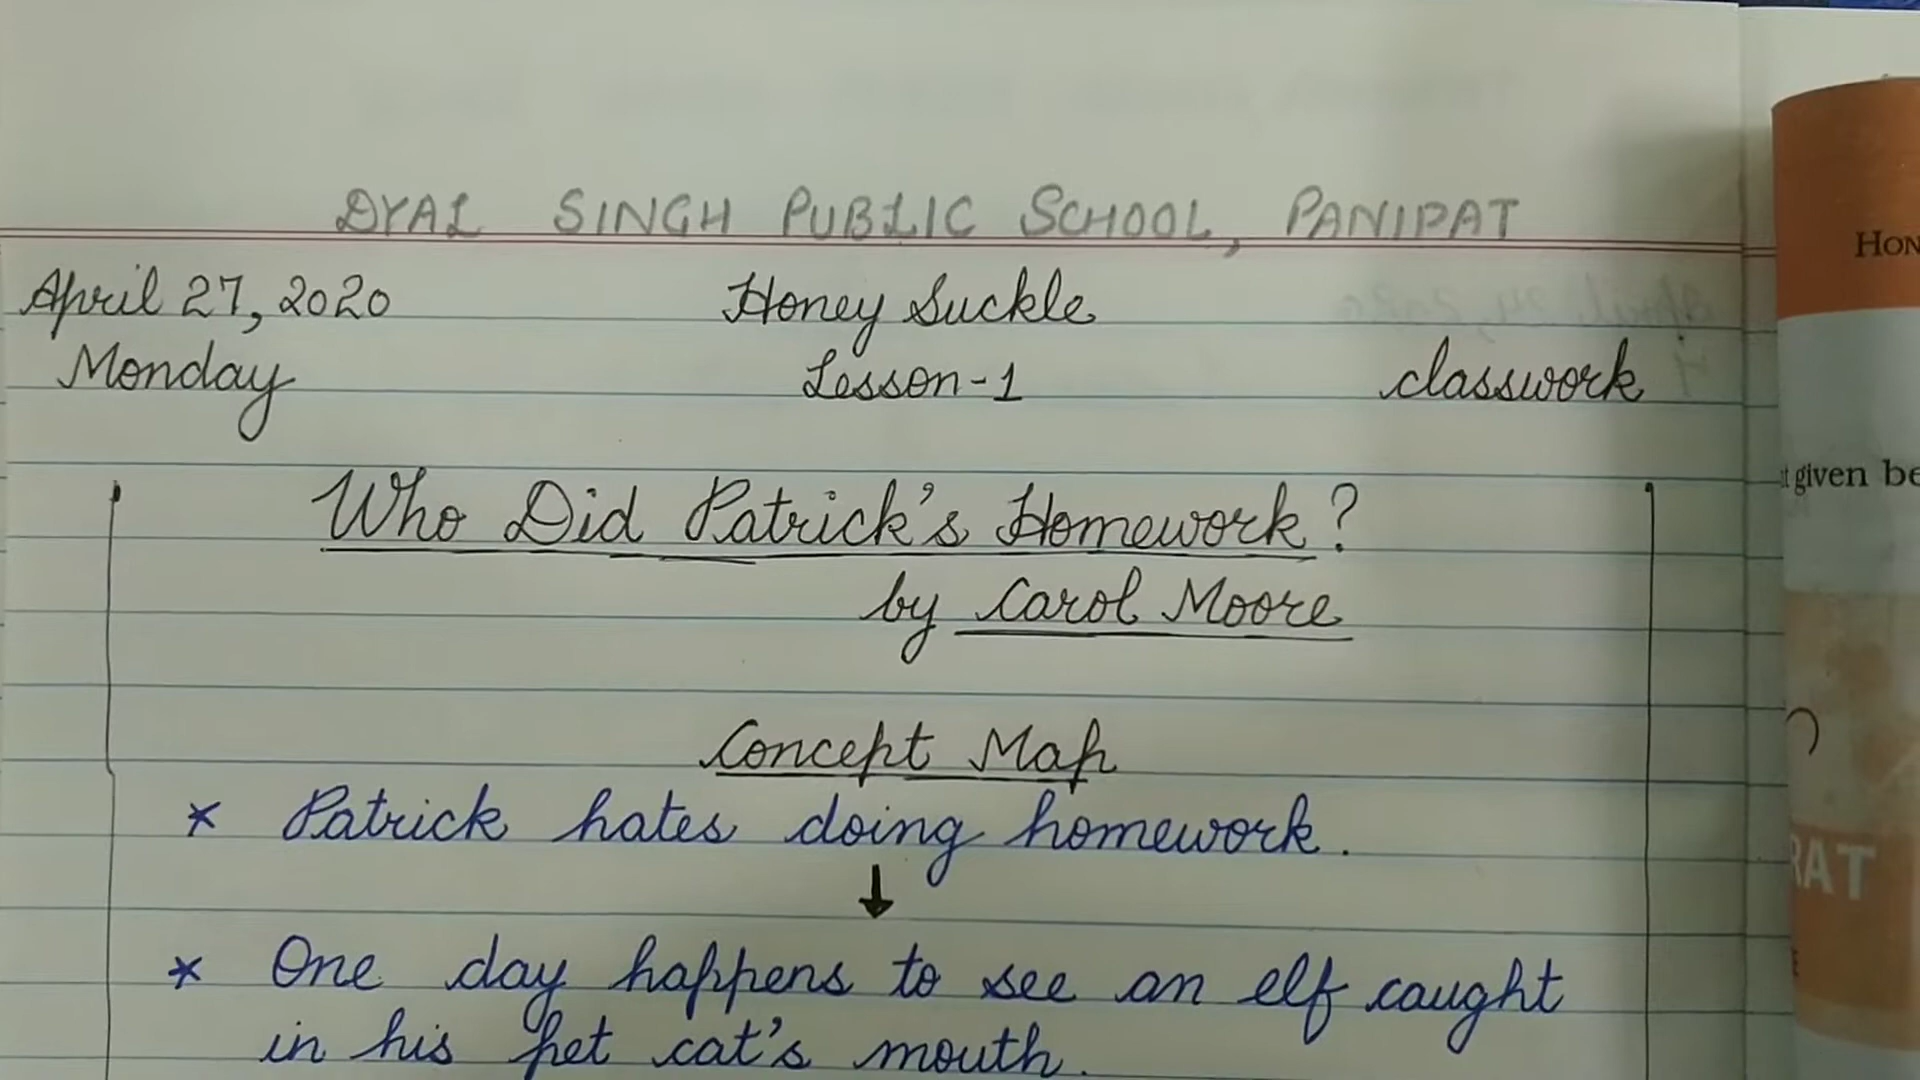 DYAL SINGH PUBLIC SCHOOL, PANIPAT
April 27, 2020 Honey Suckle
Monday Lesson-1 classwork
Who Did Patrick's Homework?
by Carol Moore
Concept Map
* Patrick hates doing homework.
↓
* One day happens to see an elf caught
in his pet cat's mouth.
HON
given be
RAT